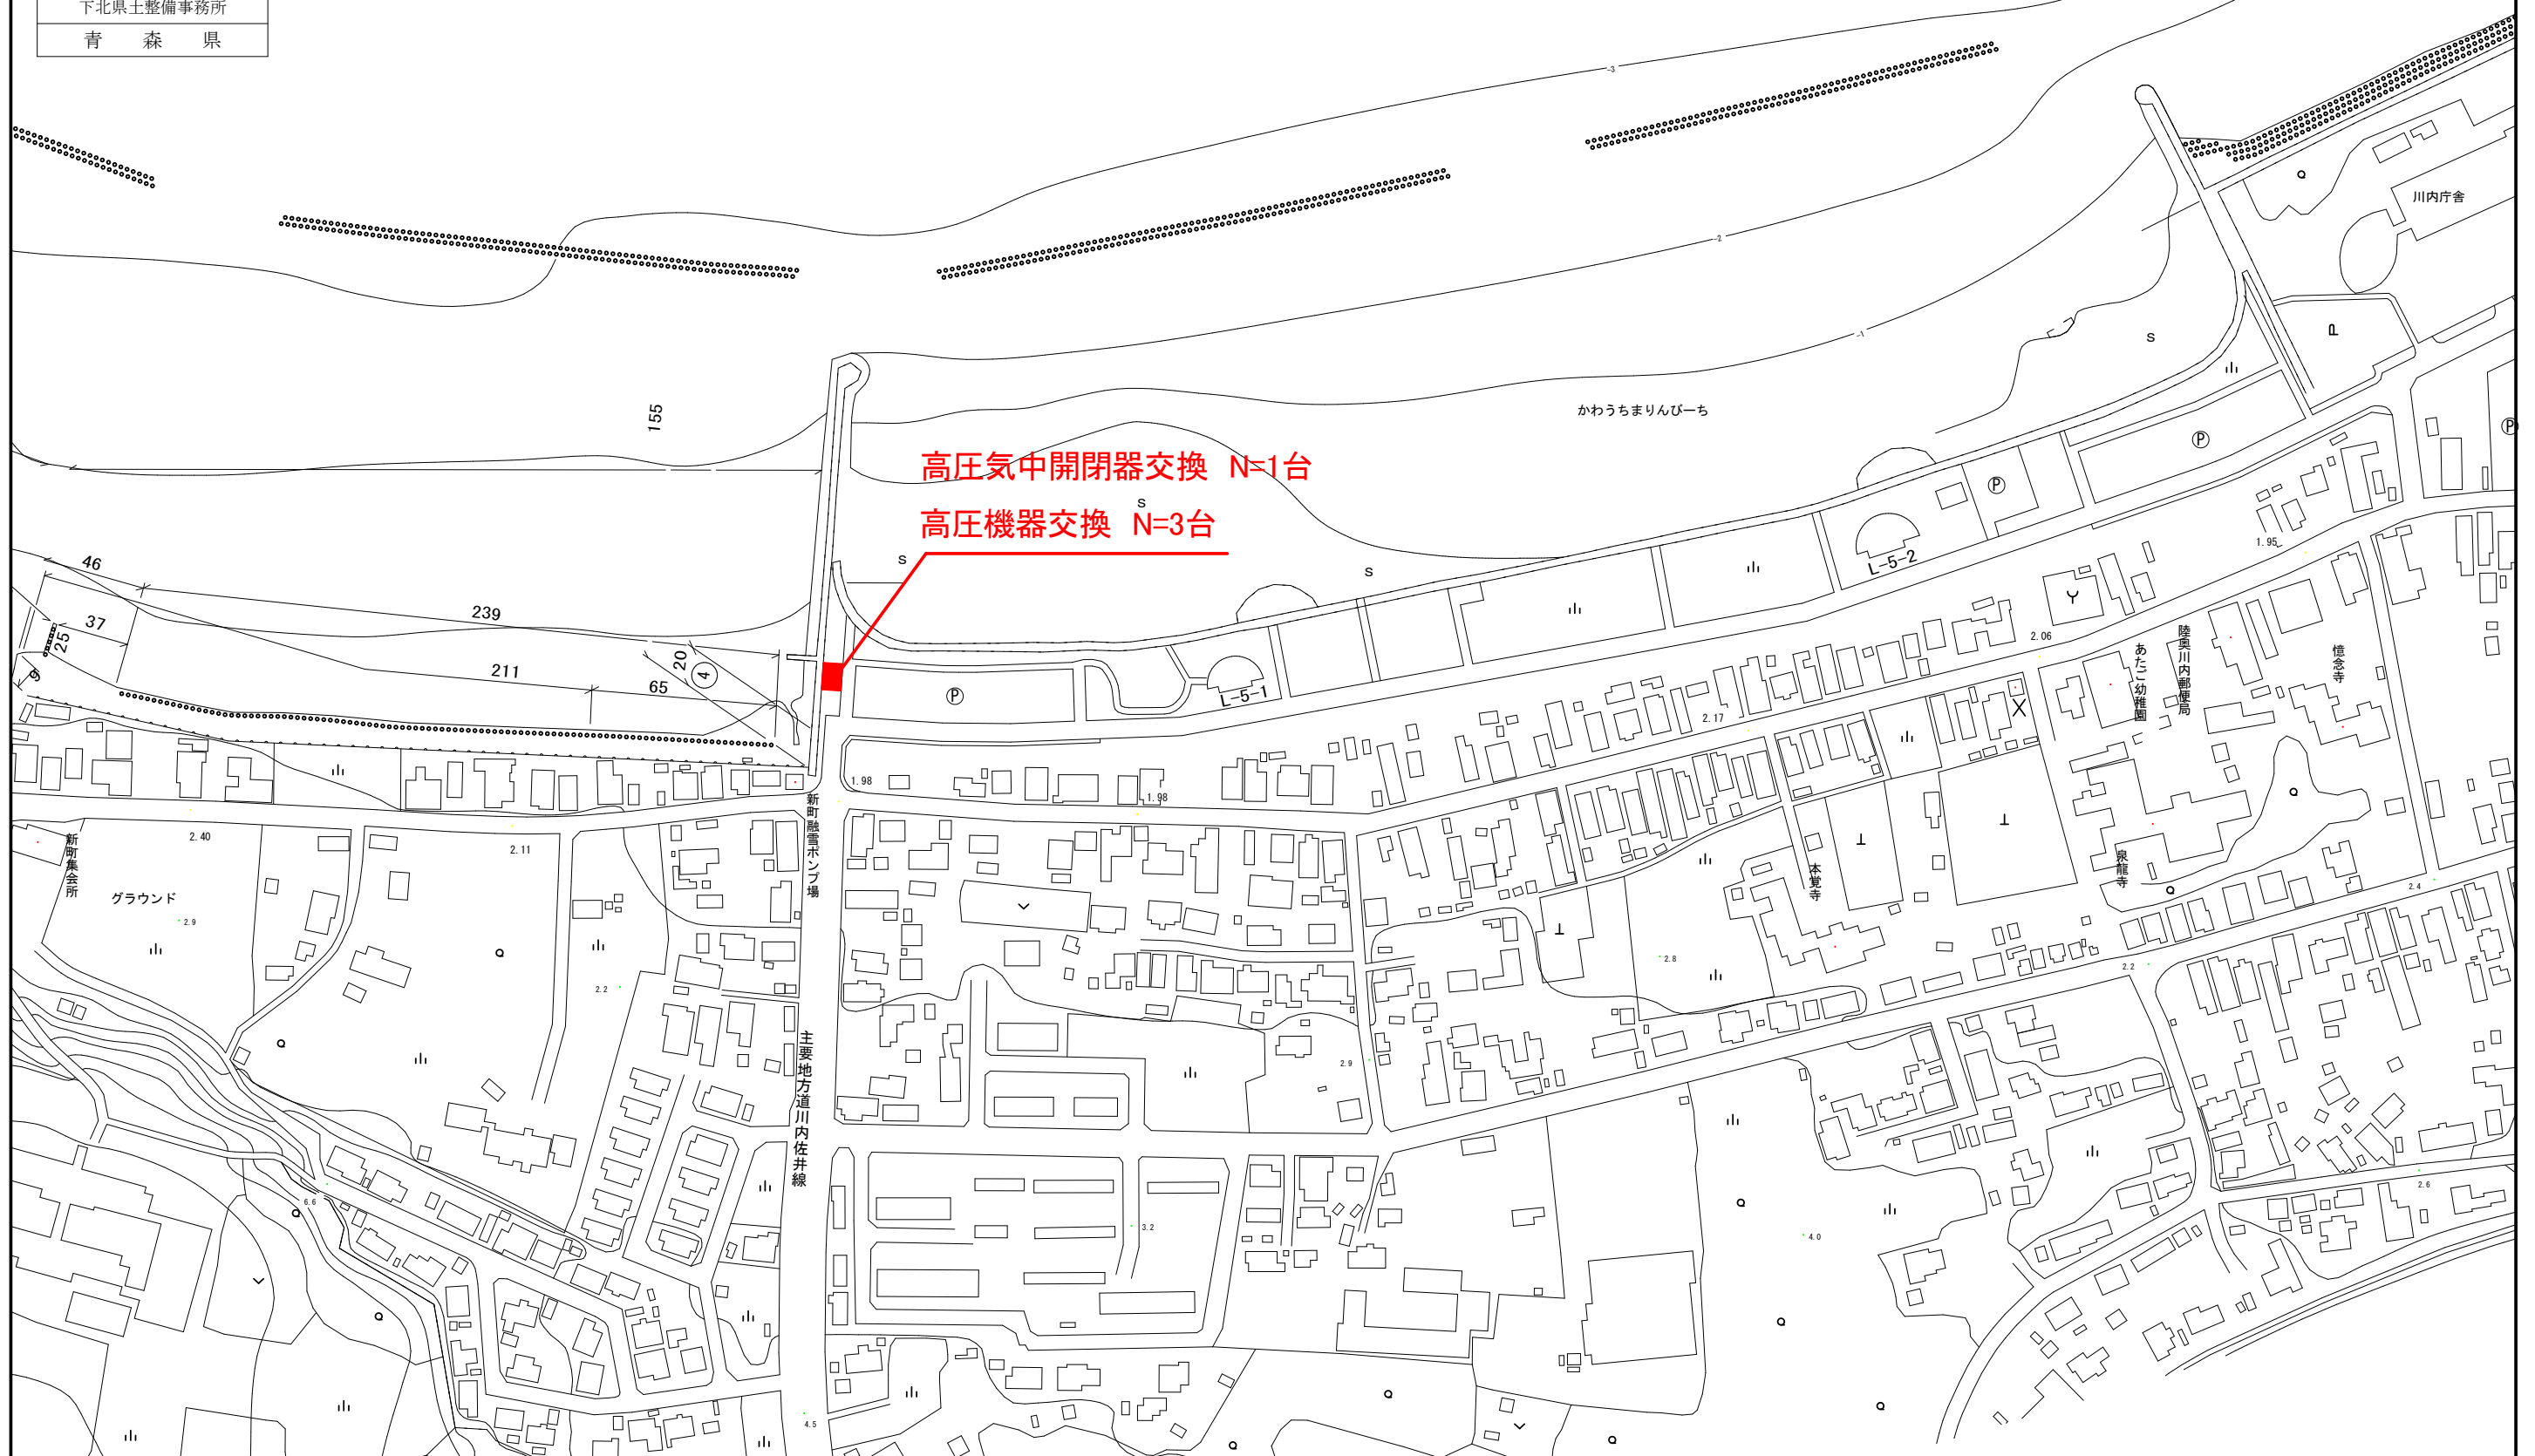 下北県土整備事務所
青　森　県
-3
川内庁舎
-2
-1
S
155
かわうちまりんびーち
P
P
P
高圧気中開閉器交換 N=1台
S
高圧機器交換 N=3台
1.95
S
S
L-5-2
46
239
37
25
9
211
65
20
4
P
L-5-1
2.06
2.17
あたご幼稚園
陸奥川内郵便局
憶念寺
1.98
1.98
新町融雪ポンプ場
2.40
2.11
新町集会所
グラウンド
2.9
本覚寺
泉龍寺
2.4
2.8
2.2
2.2
2.9
主要地方道川内佐井線
6.6
3.2
4.0
2.6
4.5